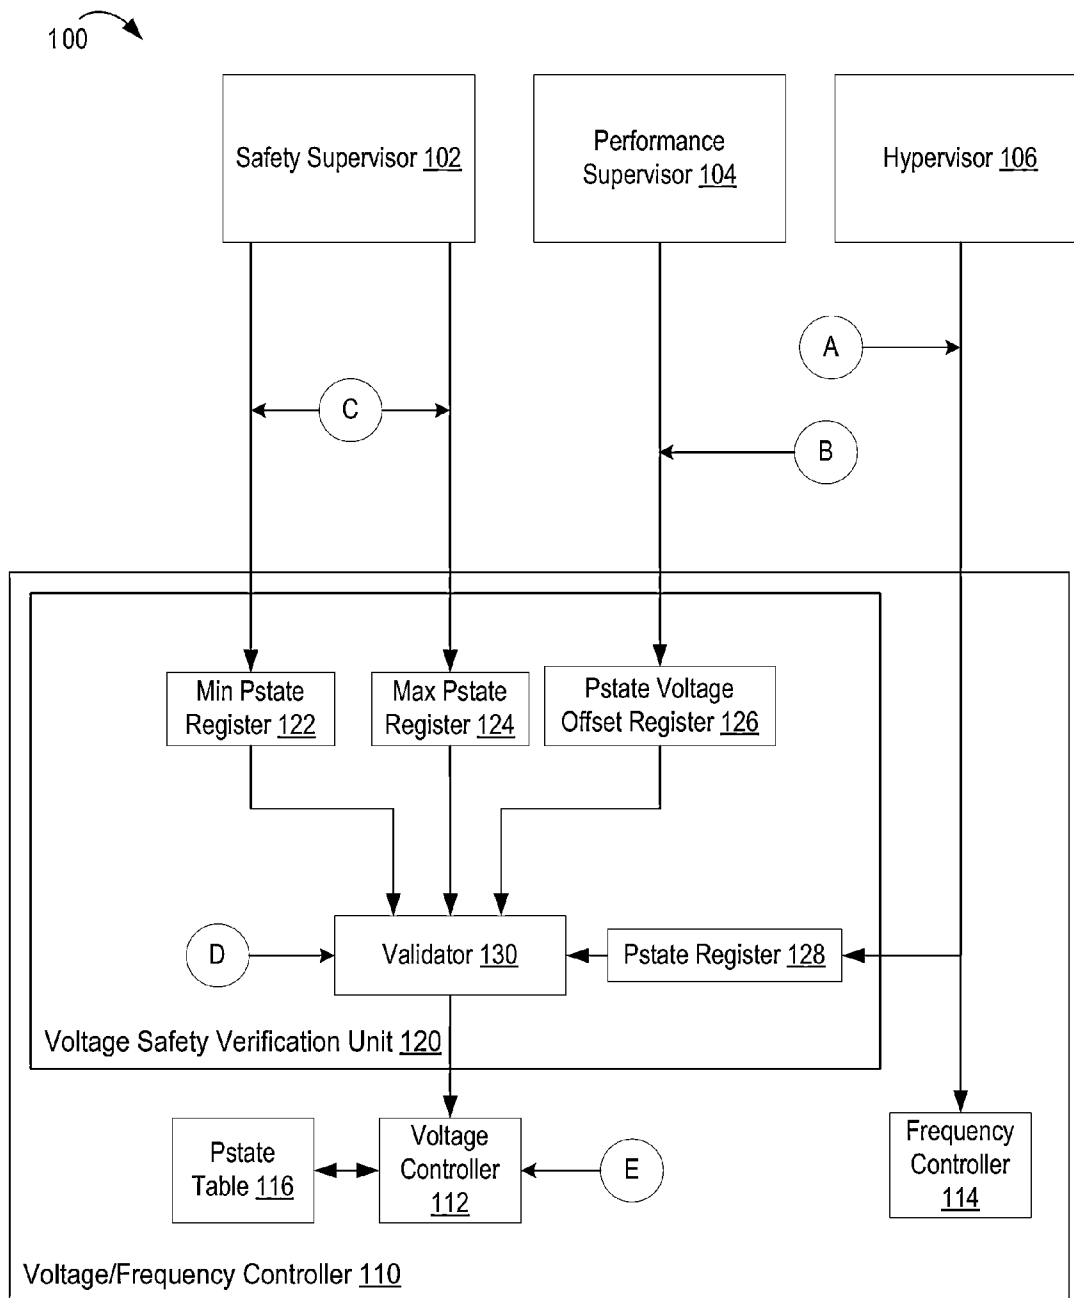 100
Safety Supervisor 102
Performance
Supervisor 104
Hypervisor 106
A
C
B
Min Pstate
Register 122
Max Pstate
Register 124
Pstate Voltage
Offset Register 126
D
Validator 130
Pstate Register 128
Voltage Safety Verification Unit 120
Pstate
Table 116
Voltage
Controller
112
E
Frequency
Controller
114
Voltage/Frequency Controller 110